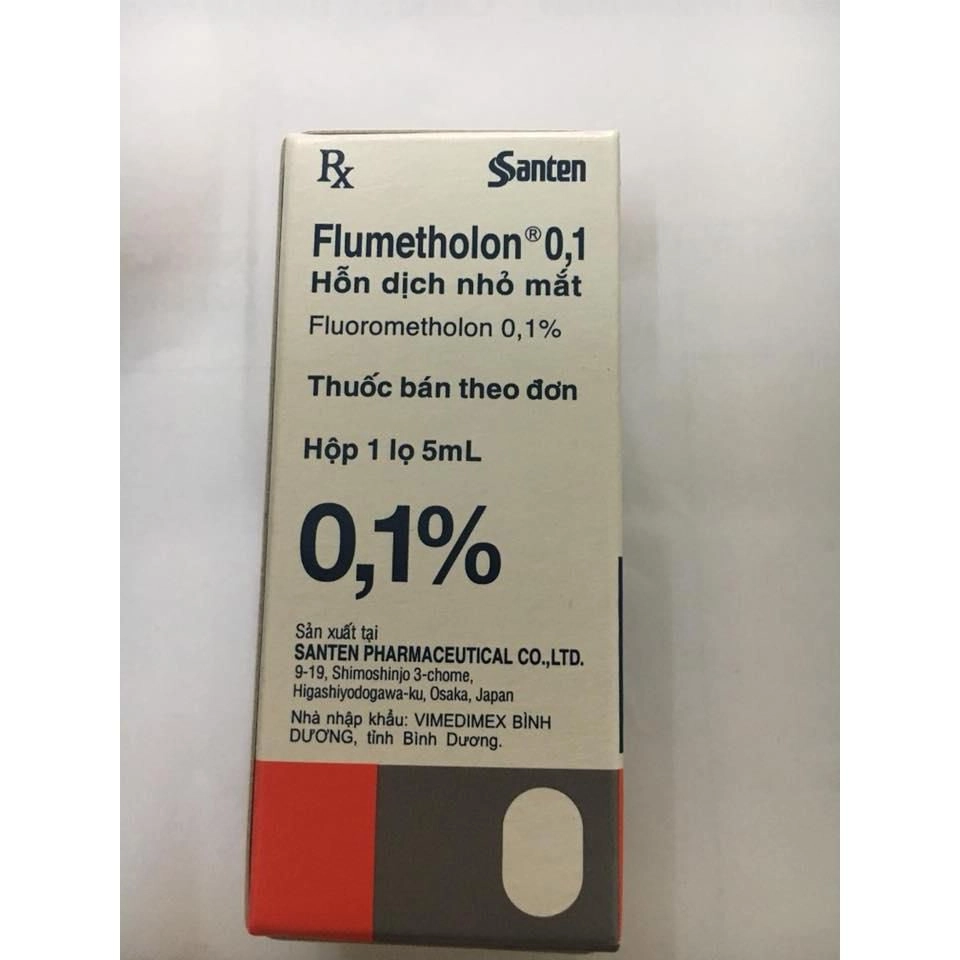 Rx
Santen
Flumetholon® 0,1
Hỗn dịch nhỏ mắt
Fluorometholon 0,1%
Thuốc bán theo đơn
Hộp 1 lọ 5mL
0,1%
Sản xuất tại
SANTEN PHARMACEUTICAL CO.,LTD.
9-19, Shimoshinjo 3-chome,
Higashiyodogawa-ku, Osaka, Japan
Nhà nhập khẩu: VIMEDIMEX BÌNH
DƯƠNG, tỉnh Bình Dương.